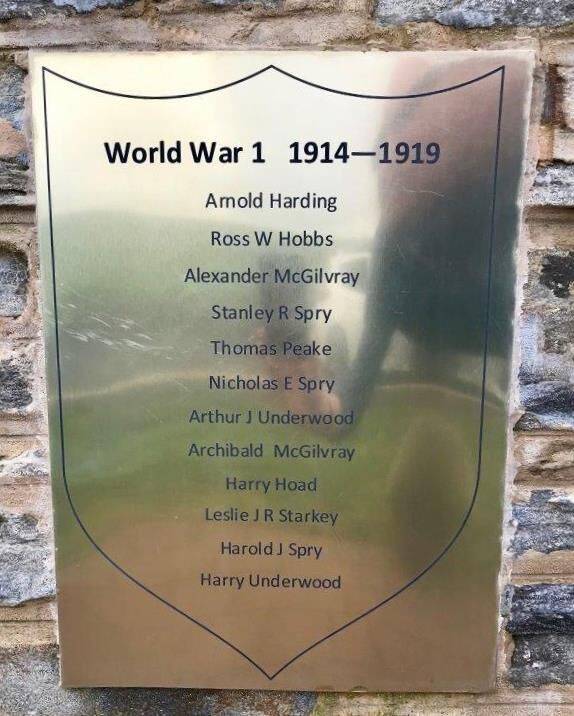 World War 1 1914—1919
Arnold Harding
Ross W Hobbs
Alexander McGilvray
Stanley R Spry
Thomas Peake
Nicholas E Spry
Arthur J Underwood
Archibald McGilvray
Harry Hoad
Leslie J R Starkey
Harold J Spry
Harry Underwood